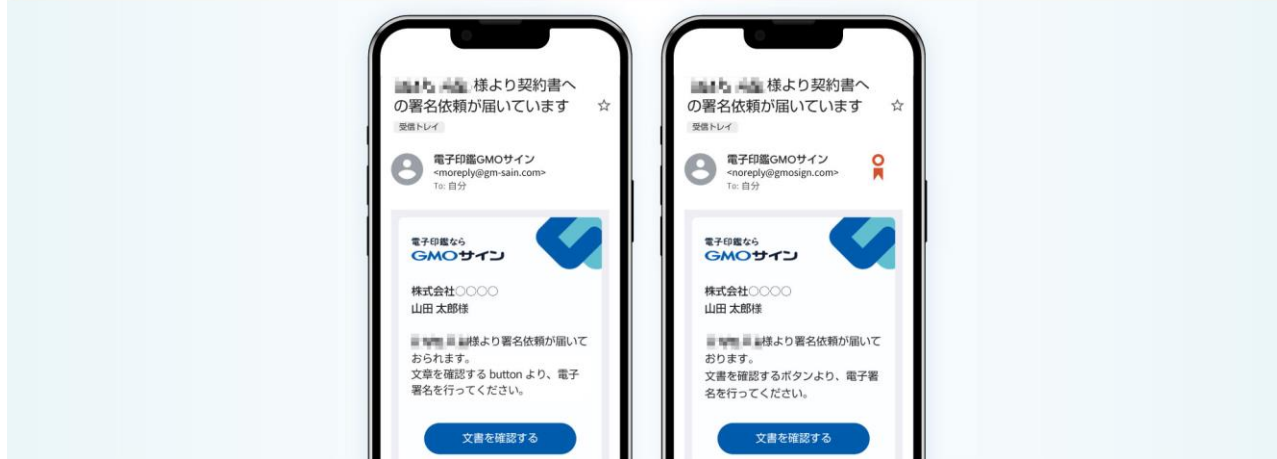 様より契約書へ
の署名依頼が届いています
受信トレイ
電子印鑑GMOサイン
<moreply@gm-sain.com>
To: 自分
電子印鑑なら
GMOサイン
株式会社〇〇〇〇
山田 太郎様
様より署名依頼が届いて
おられます。
文章を確認する button より、電子
署名を行ってください。
文書を確認する
様より契約書へ
の署名依頼が届いています
受信トレイ
電子印鑑GMOサイン
<noreply@gmosign.com>
To: 自分
電子印鑑なら
GMOサイン
株式会社〇〇〇〇
山田 太郎様
様より署名依頼が届いて
おります。
文書を確認するボタンより、電子署
名を行ってください。
文書を確認する